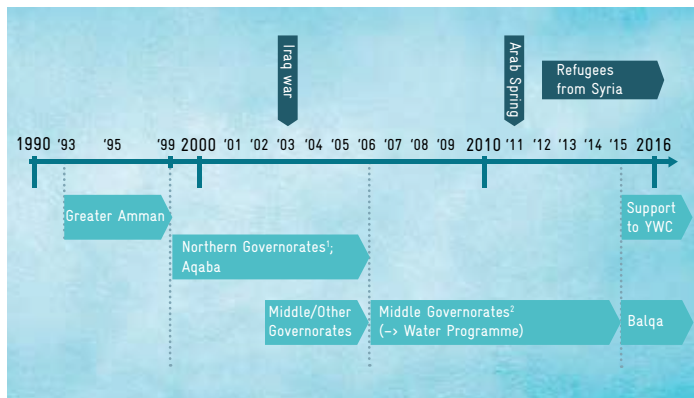 Iraq war
Arab Spring
Refugees
from Syria
1990 '93 '95 '99 2000 '01 '02 '03 '04 '05 '06 '07 '08 '09 2010 '11 '12 '13 '14 '15 2016
Greater Amman
Support
to YWC
Northern Governorates¹;
Aqaba
Middle/Other
Governorates
Middle Governorates²
(–> Water Programme)
Balqa